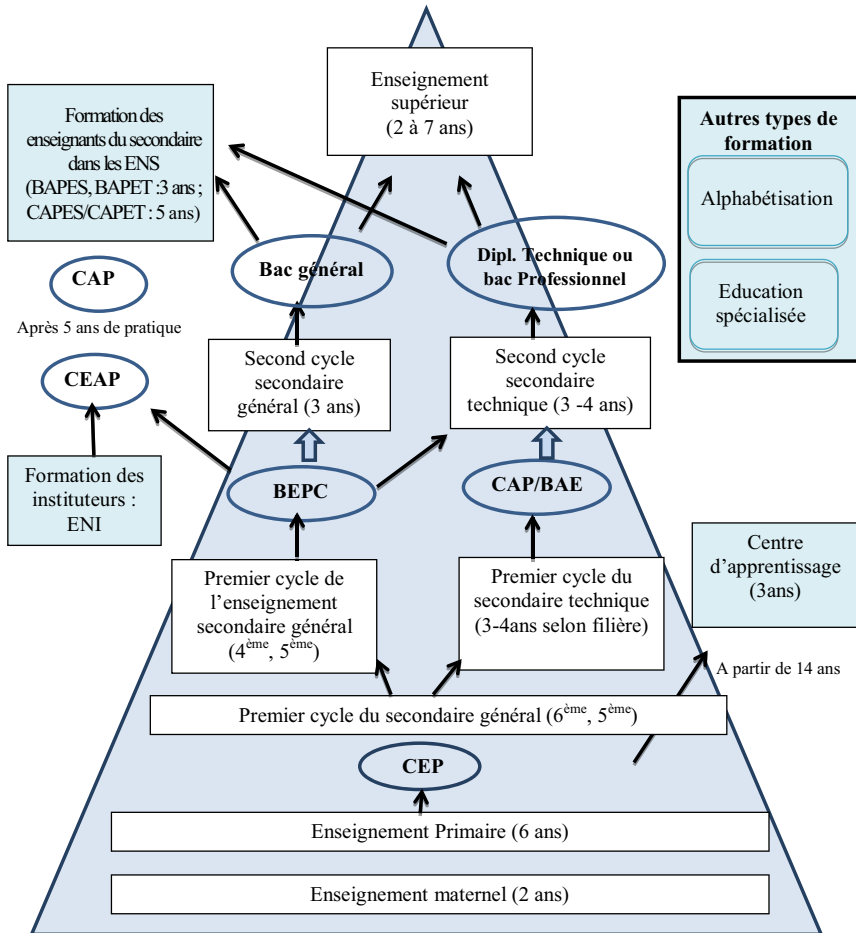 Enseignement
supérieur
(2 à 7 ans)
Formation des
enseignants du secondaire
dans les ENS
(BAPES, BAPET :3 ans ;
CAPES/CAPET : 5 ans)
Autres types de
formation
Alphabétisation
Education
spécialisée
Bac général
Dipl. Technique ou
bac Professionnel
CAP
Après 5 ans de pratique
CEAP
Second cycle
secondaire
général (3 ans)
Second cycle
secondaire
technique (3 -4 ans)
Formation des
instituteurs :
ENI
BEPC
CAP/BAE
Centre
d’apprentissage
(3ans)
Premier cycle de
l’enseignement
secondaire général
(4ème, 5ème)
Premier cycle du
secondaire technique
(3-4ans selon filière)
A partir de 14 ans
Premier cycle du secondaire général (6ème, 5ème)
CEP
Enseignement Primaire (6 ans)
Enseignement maternel (2 ans)